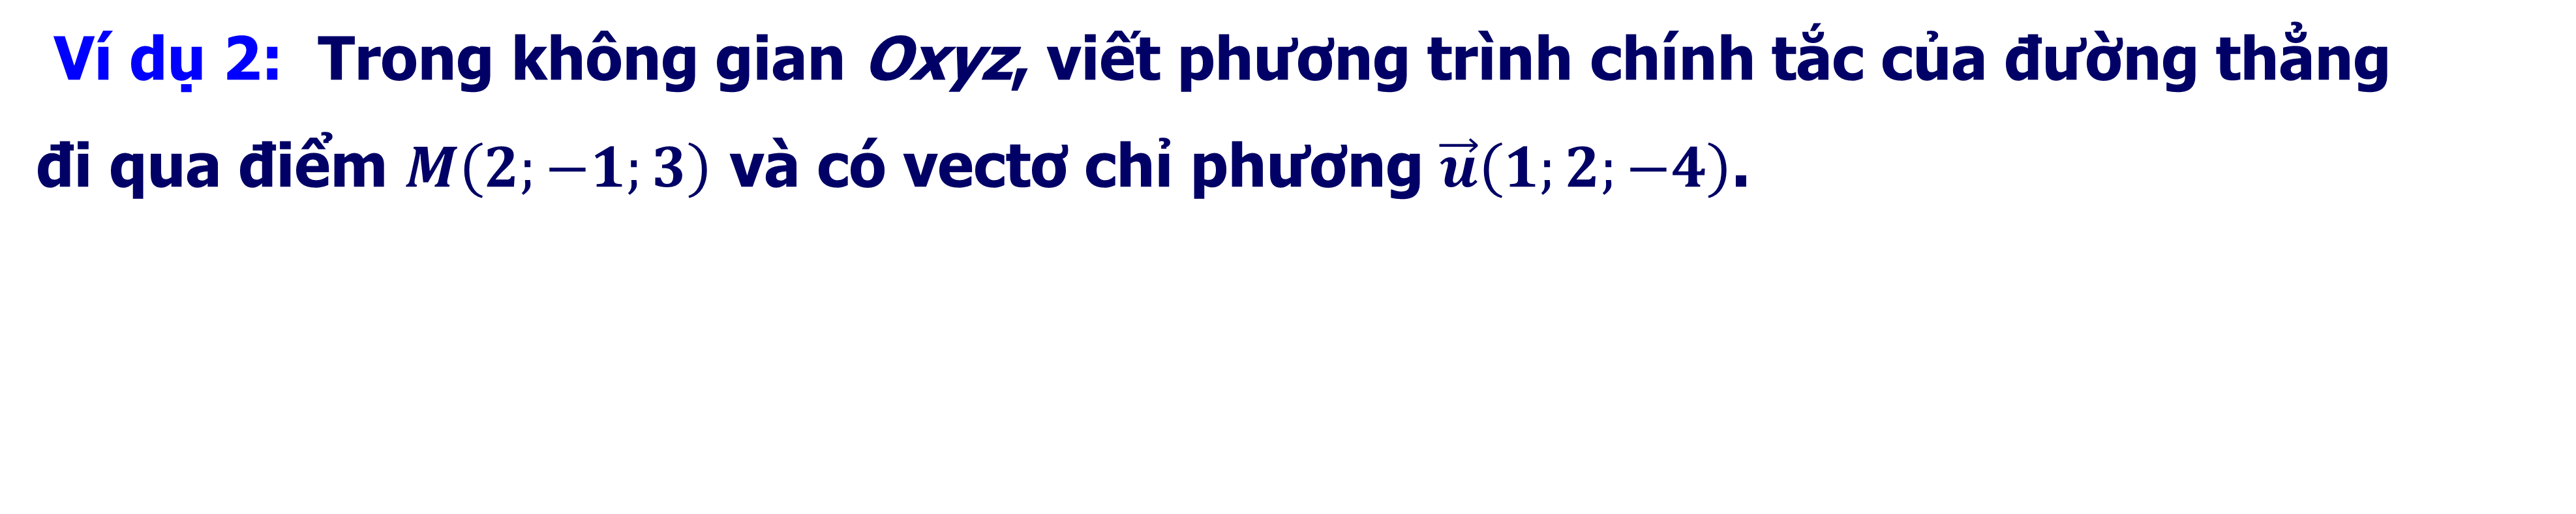 Ví dụ 2: Trong không gian Oxyz, viết phương trình chính tắc của đường thẳng
đi qua điểm M(2; −1; 3) và có vectơ chỉ phương u⃗(1; 2; −4).